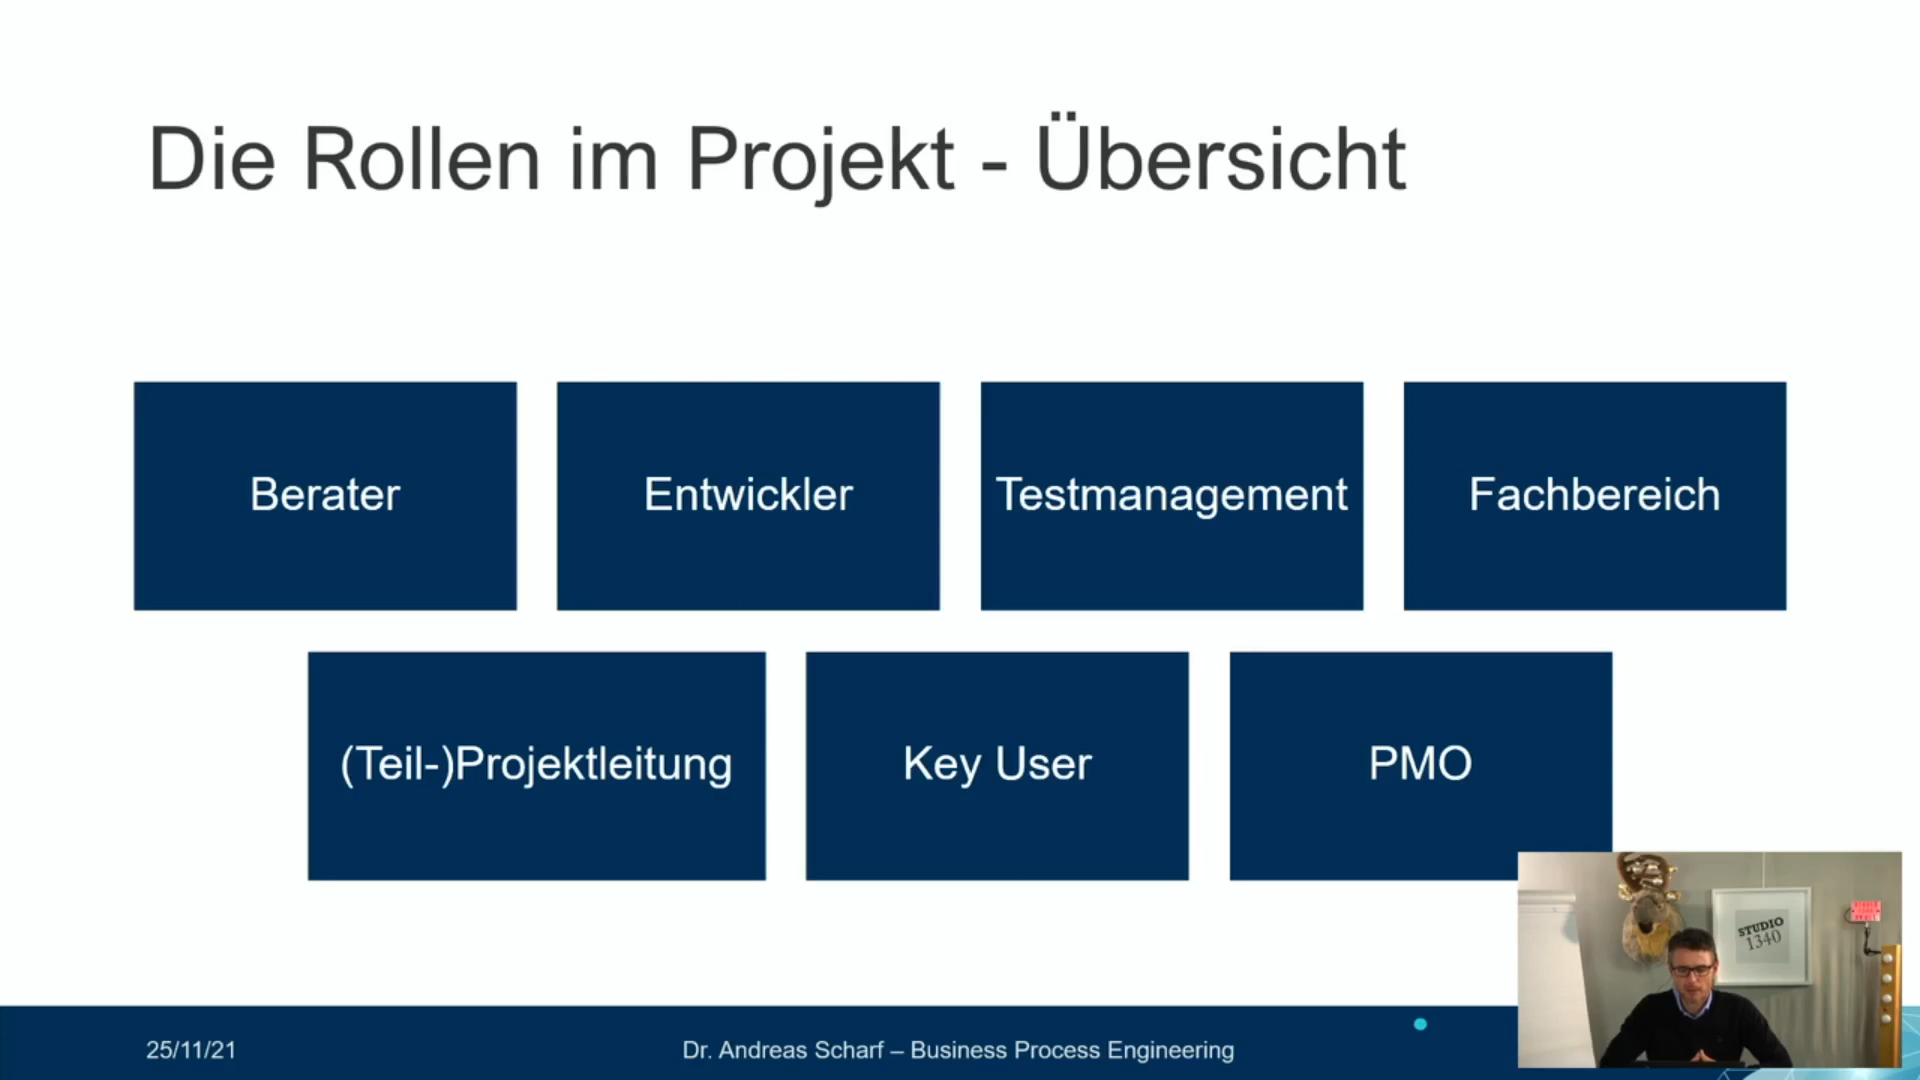 Die Rollen im Projekt - Übersicht
Berater
Entwickler
Testmanagement
Fachbereich
(Teil-)Projektleitung
Key User
PMO
STUDIO
1340
25/11/21
Dr. Andreas Scharf – Business Process Engineering